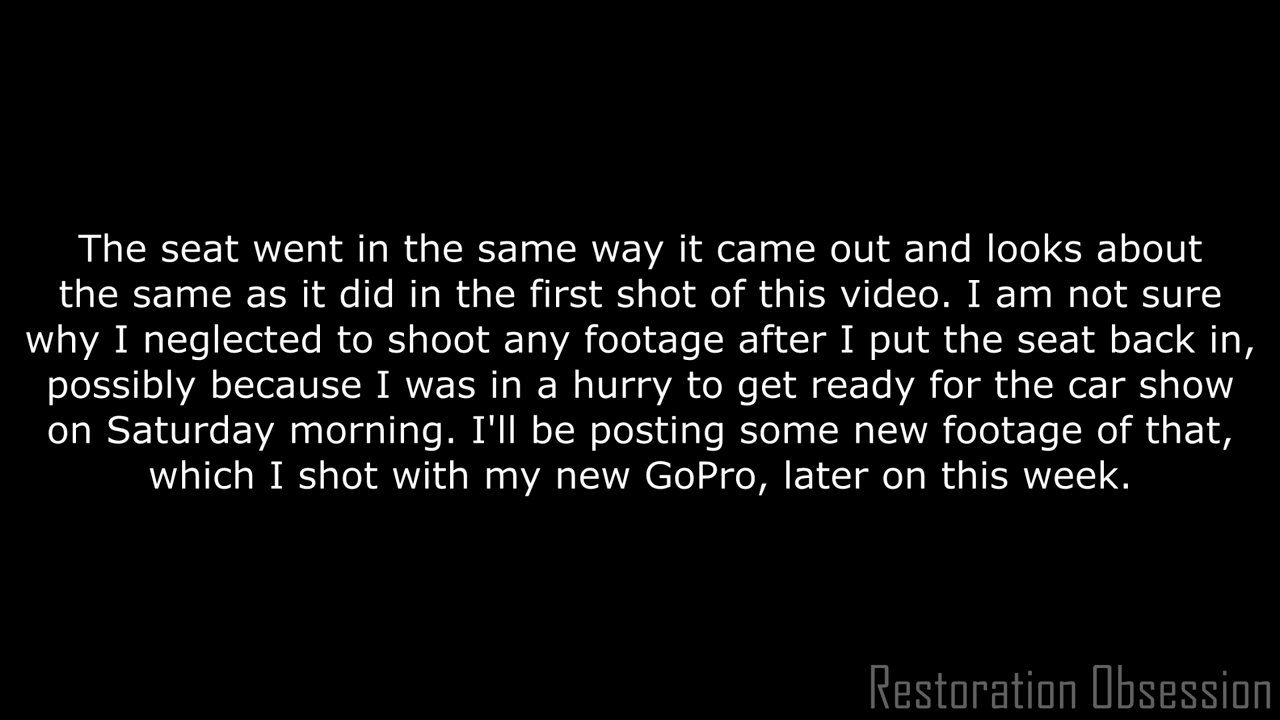 The seat went in the same way it came out and looks about
the same as it did in the first shot of this video. I am not sure
why I neglected to shoot any footage after I put the seat back in,
possibly because I was in a hurry to get ready for the car show
on Saturday morning. I'll be posting some new footage of that,
which I shot with my new GoPro, later on this week.
Restoration Obsession